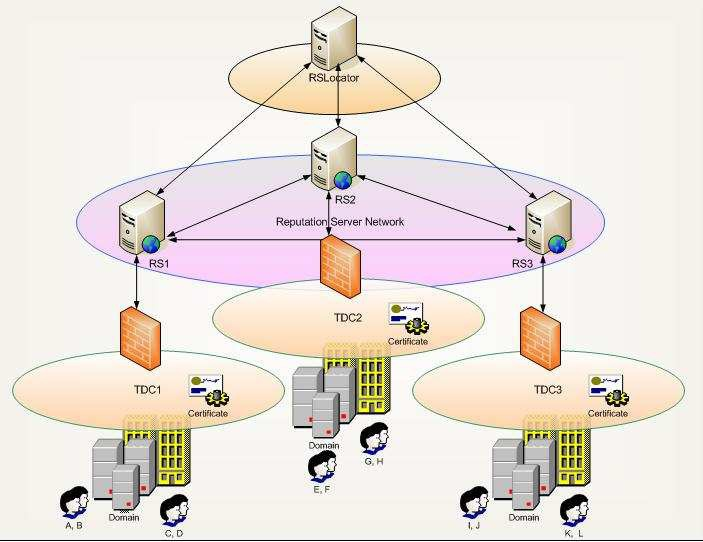 RSLocator
RS2
Reputation Server Network
RS1
RS3
TDC2
Certificate
TDC1
Certificate
TDC3
Certificate
Domain
G, H
E, F
Domain
A, B
C, D
Domain
I, J
K, L